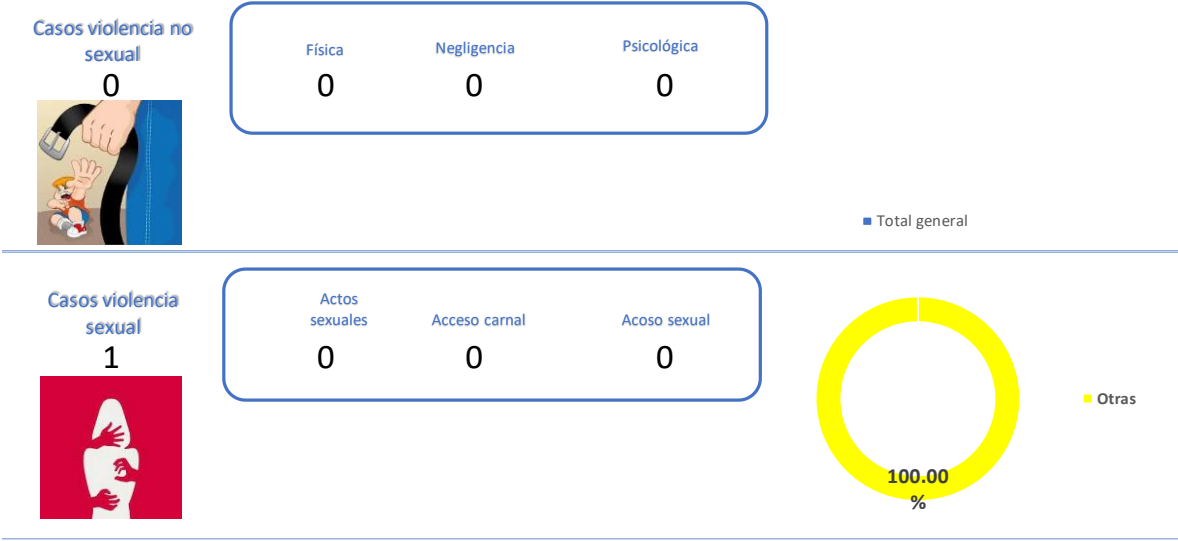 Casos violencia no
sexual
0
Física
0
Negligencia
0
Psicológica
0
Total general
Casos violencia
sexual
1
Actos
sexuales
0
Acceso carnal
0
Acoso sexual
0
100.00
%
Otras